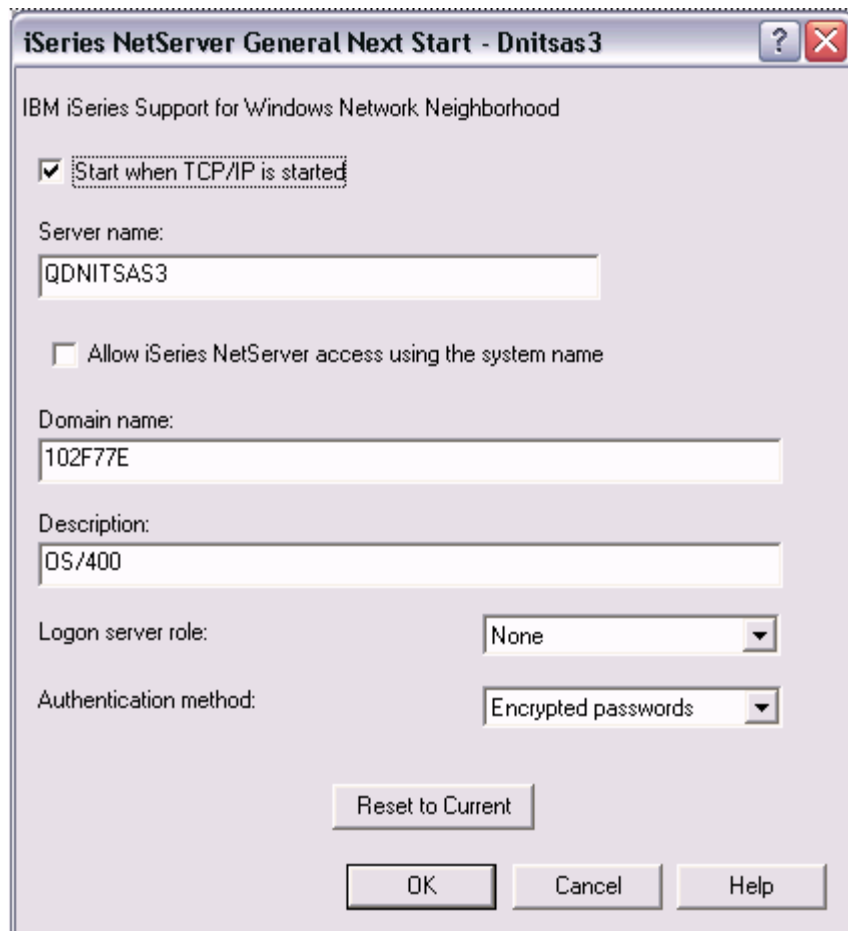 iSeries NetServer General Next Start - Dnitsas3
IBM iSeries Support for Windows Network Neighborhood
Start when TCP/IP is started
Server name:
QDNITSAS3
Allow iSeries NetServer access using the system name
Domain name:
102F77E
Description:
OS/400
Logon server role:
None
Authentication method:
Encrypted passwords
Reset to Current
OK Cancel Help